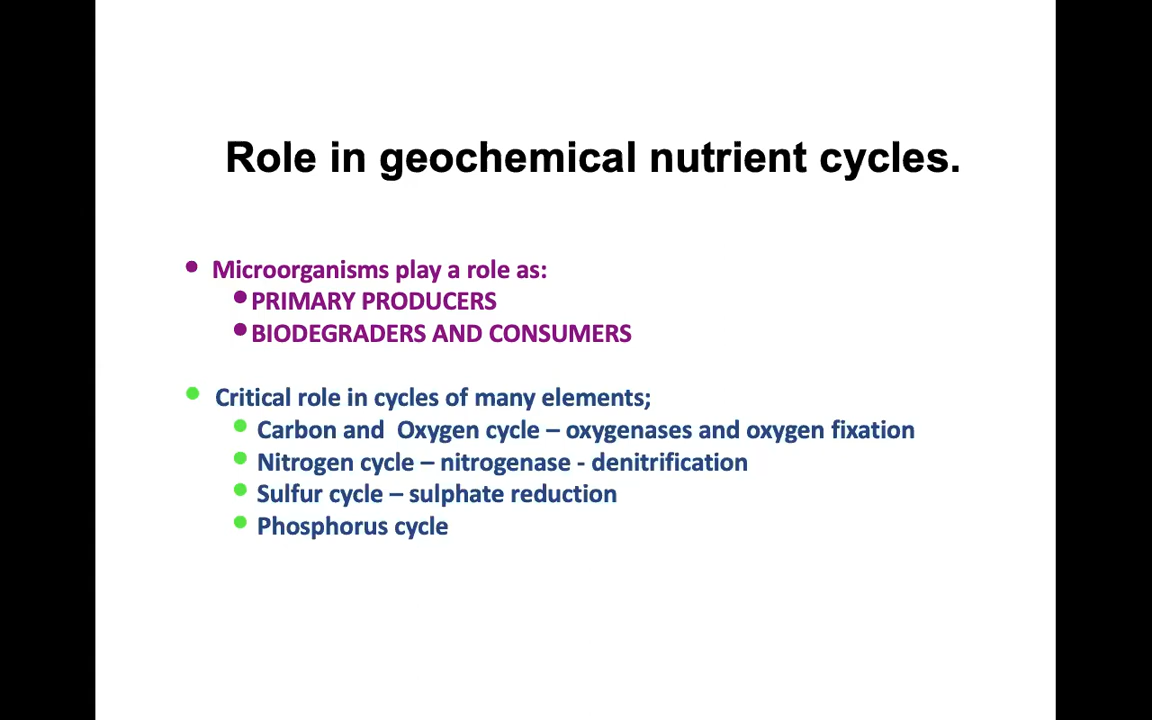 Role in geochemical nutrient cycles.
• Microorganisms play a role as:
• PRIMARY PRODUCERS
• BIODEGRADERS AND CONSUMERS
• Critical role in cycles of many elements;
• Carbon and Oxygen cycle – oxygenases and oxygen fixation
• Nitrogen cycle – nitrogenase - denitrification
• Sulfur cycle – sulphate reduction
• Phosphorus cycle